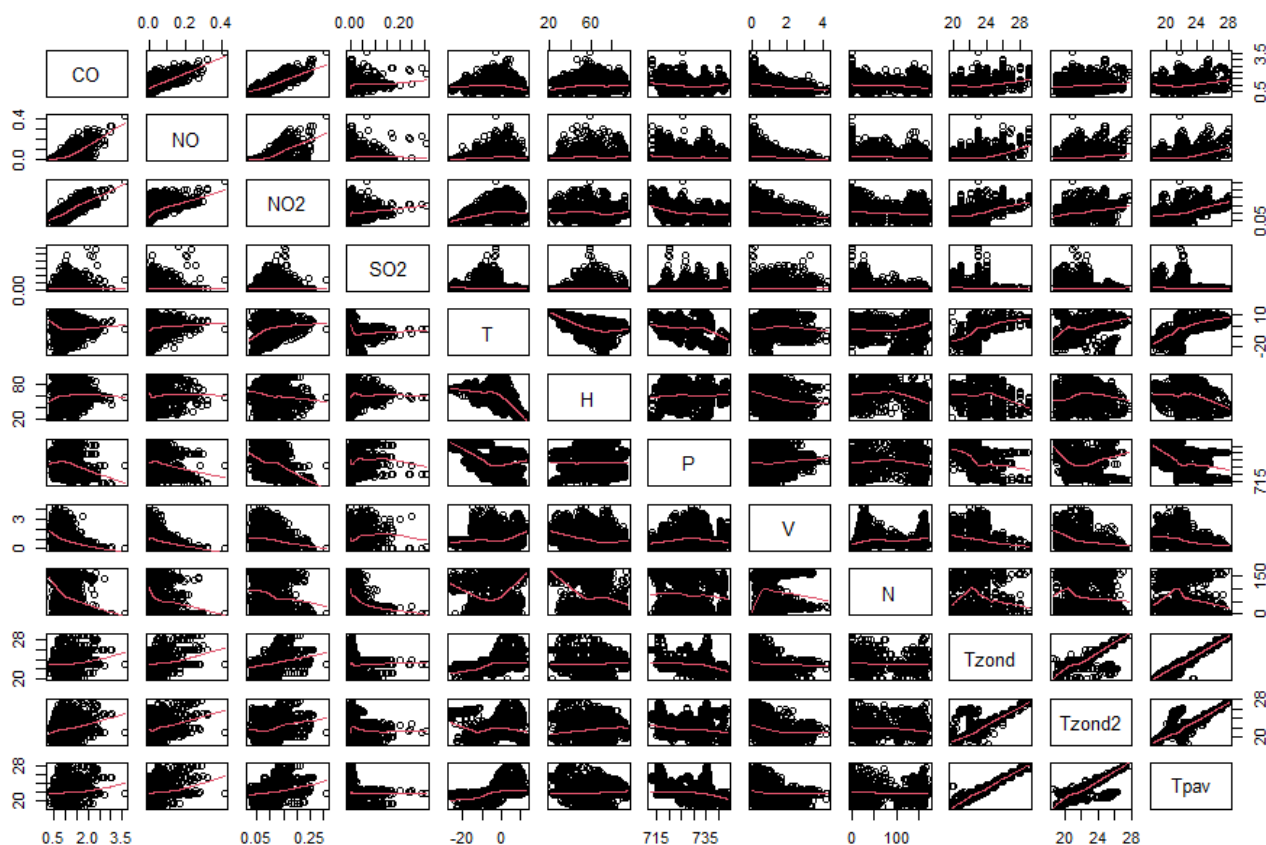 0.0 0.2 0.4 0.00 0.20 20 60 0 2 4 20 24 28 20 24 28
CO 0.5 3.5
0.0 0.4 NO
NO2 0.05
0.00 SO2
T -20 10
20 80 H
P 715
0 3 V
N 0 50 150
20 28 Tzond
Tzond2 20 28
20 28 Tpav
0.5 2.0 3.5 0.05 0.25 -20 0 715 735 0 100 20 24 28